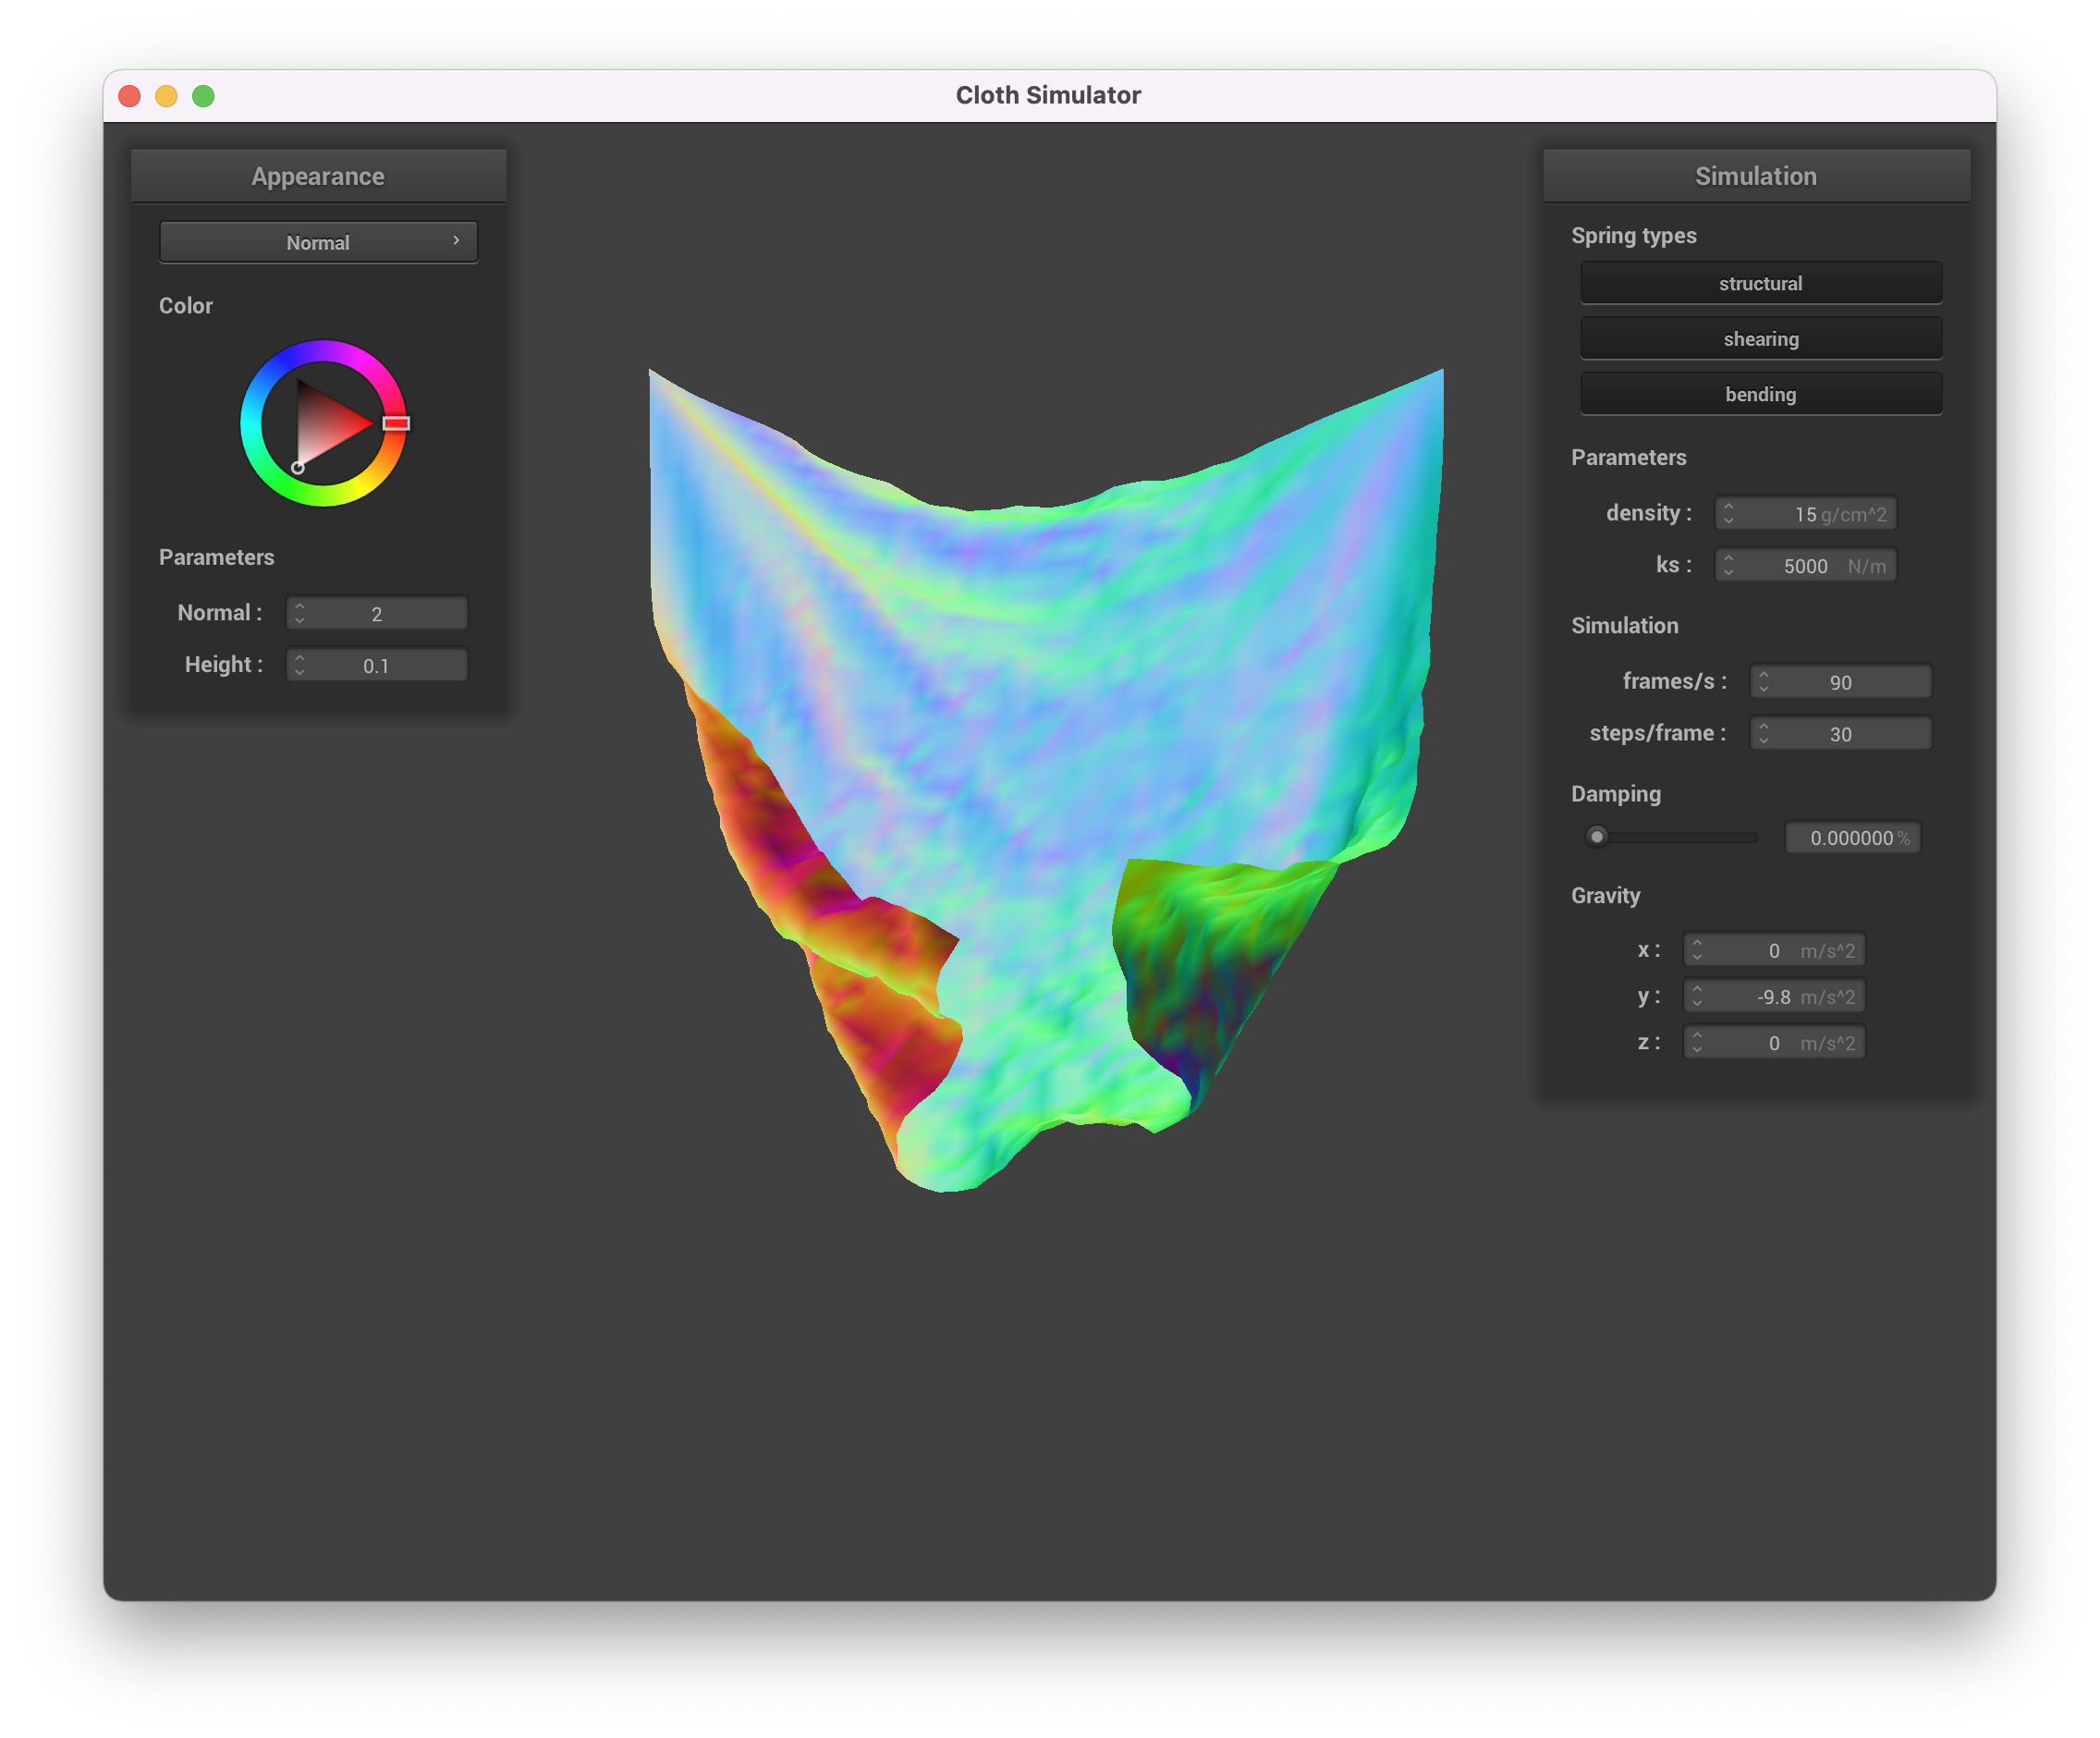 Cloth Simulator
Appearance
Normal
Color
Parameters
Normal : 2
Height : 0.1
Simulation
Spring types
structural
shearing
bending
Parameters
density : 15 g/cm^2
ks : 5000 N/m
Simulation
frames/s : 90
steps/frame : 30
Damping
0.000000 %
Gravity
x : 0 m/s^2
y : -9.8 m/s^2
z : 0 m/s^2